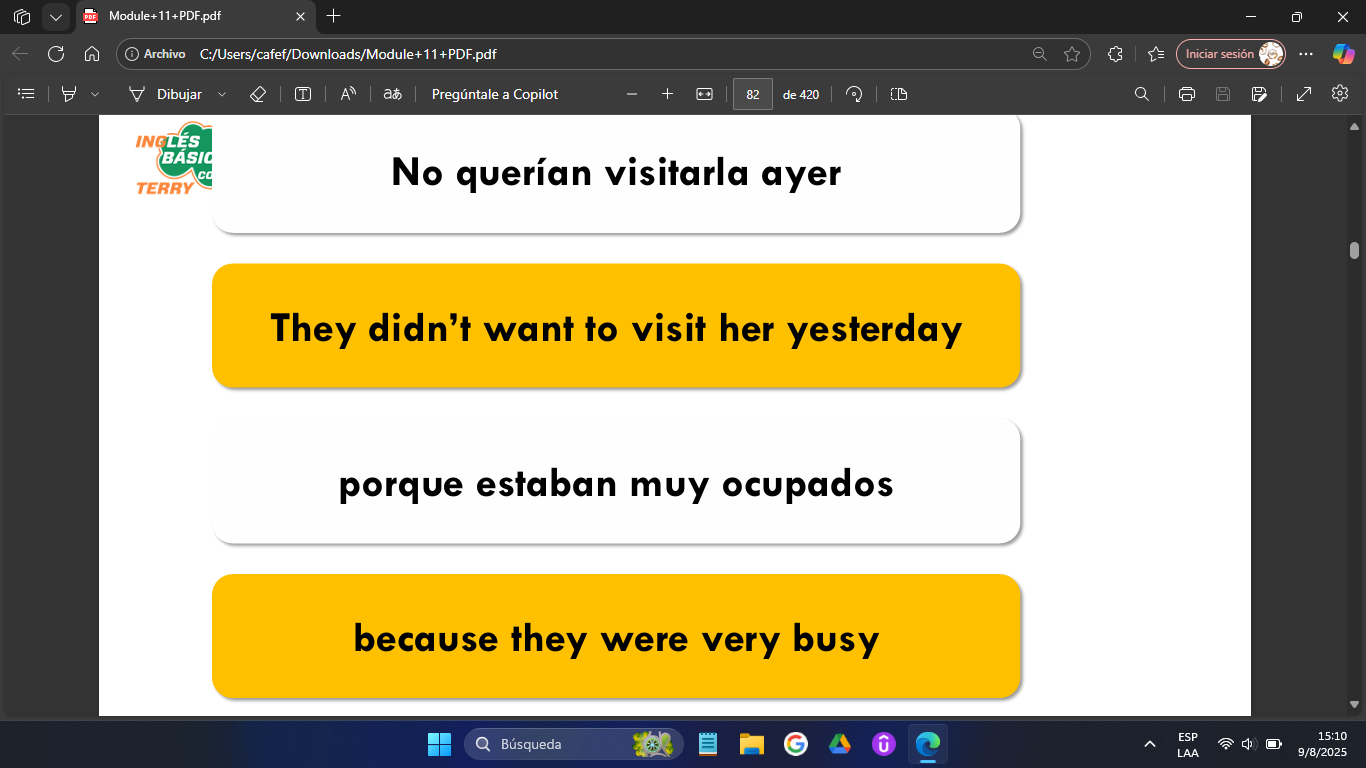 Module+11+PDF.pdf
Archivo C:/Users/cafef/Downloads/Module+11+PDF.pdf Iniciar sesión
Dibujar Pregúntale a Copilot 82 de 420
INGLÉS
BÁSIC
CO
TERRY
No querían visitarla ayer
They didn’t want to visit her yesterday
porque estaban muy ocupados
because they were very busy
Búsqueda
ESP
LAA
15:10
9/8/2025